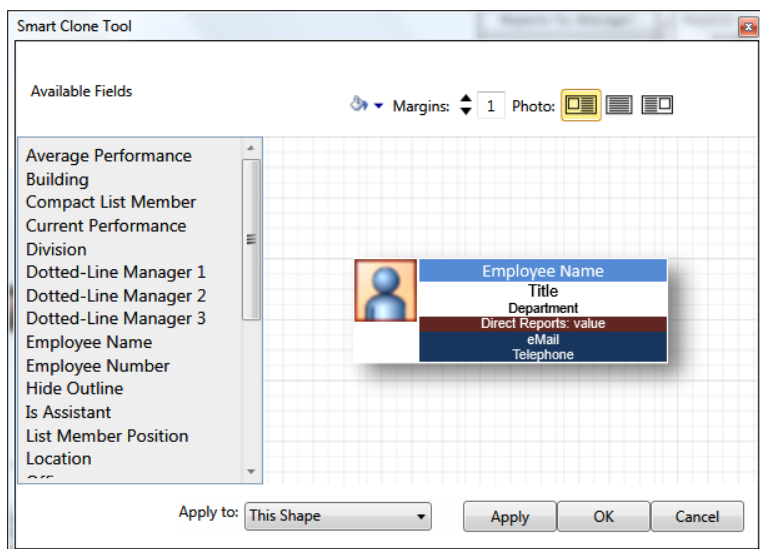 Smart Clone Tool
Available Fields
Margins: 1 Photo:
Average Performance
Building
Compact List Member
Current Performance
Division
Dotted-Line Manager 1
Dotted-Line Manager 2
Dotted-Line Manager 3
Employee Name
Employee Number
Hide Outline
Is Assistant
List Member Position
Location
Employee Name
Title
Department
Direct Reports: value
eMail
Telephone
Apply to: This Shape
Apply OK Cancel